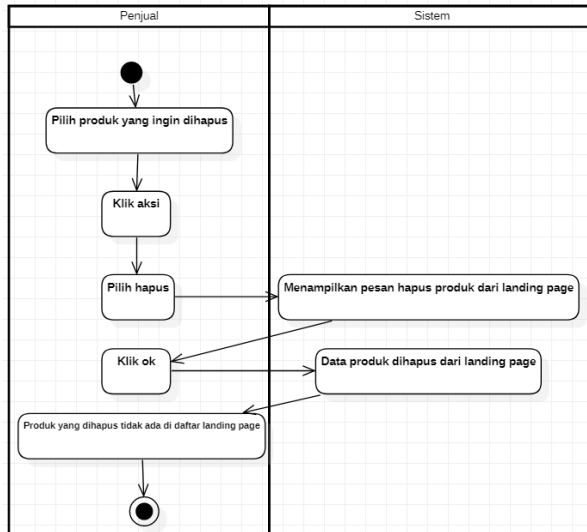 Penjual
Sistem
Pilih produk yang ingin dihapus
Klik aksi
Pilih hapus
Menampilkan pesan hapus produk dari landing page
Klik ok
Data produk dihapus dari landing page
Produk yang dihapus tidak ada di daftar landing page